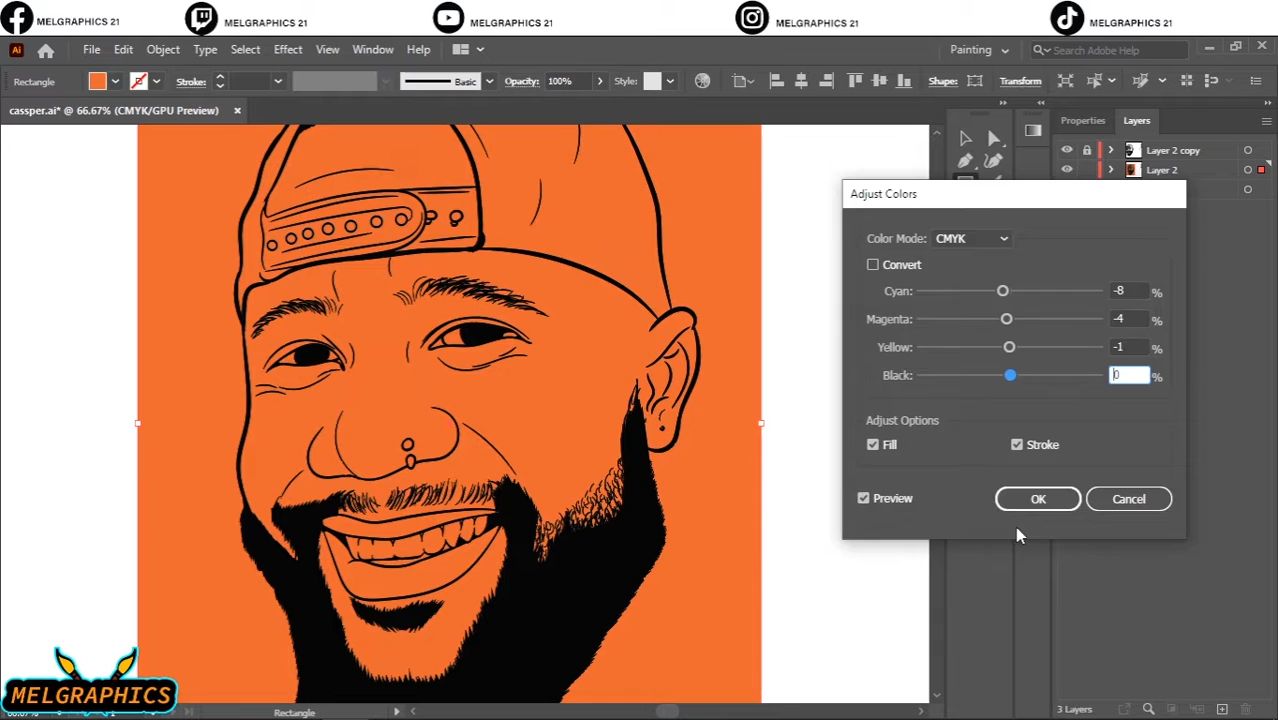 MELGRAPHICS 21 MELGRAPHICS 21 MELGRAPHICS 21 MELGRAPHICS 21 MELGRAPHICS 21
Ai File Edit Object Type Select Effect View Window Help Painting Search Adobe Help
Rectangle Stroke: Basic Opacity: 100% Style: Shape: Transform
cassper.ai* @ 66.67% (CMYK/GPU Preview)
Properties Layers
Layer 2 copy
Layer 2
Adjust Colors
Color Mode: CMYK
Convert
Cyan: -8 %
Magenta: -4 %
Yellow: -1 %
Black: 0 %
Adjust Options
Fill Stroke
Preview OK Cancel
MELGRAPHICS
Rectangle
3 Layers